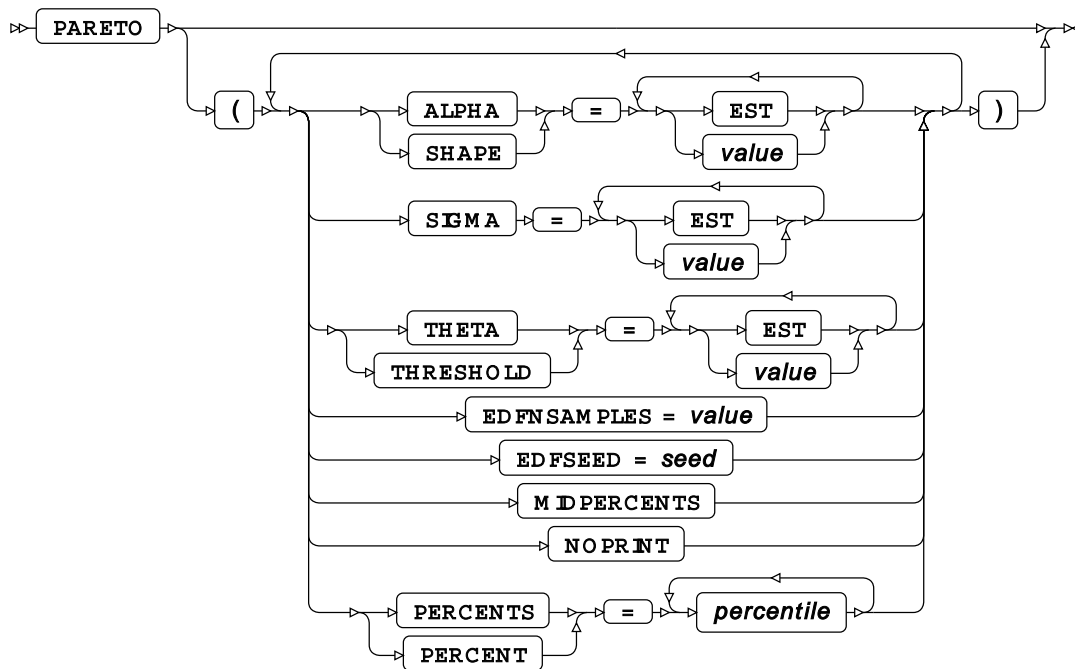 PARETO
( ALPHA = EST )
SHAPE value
SIGMA = EST
value
THETA = EST
THRESHOLD value
EDFNSAMPLES = value
EDFSEED = seed
MIDPERCENTS
NOPRINT
PERCENTS = percentile
PERCENT